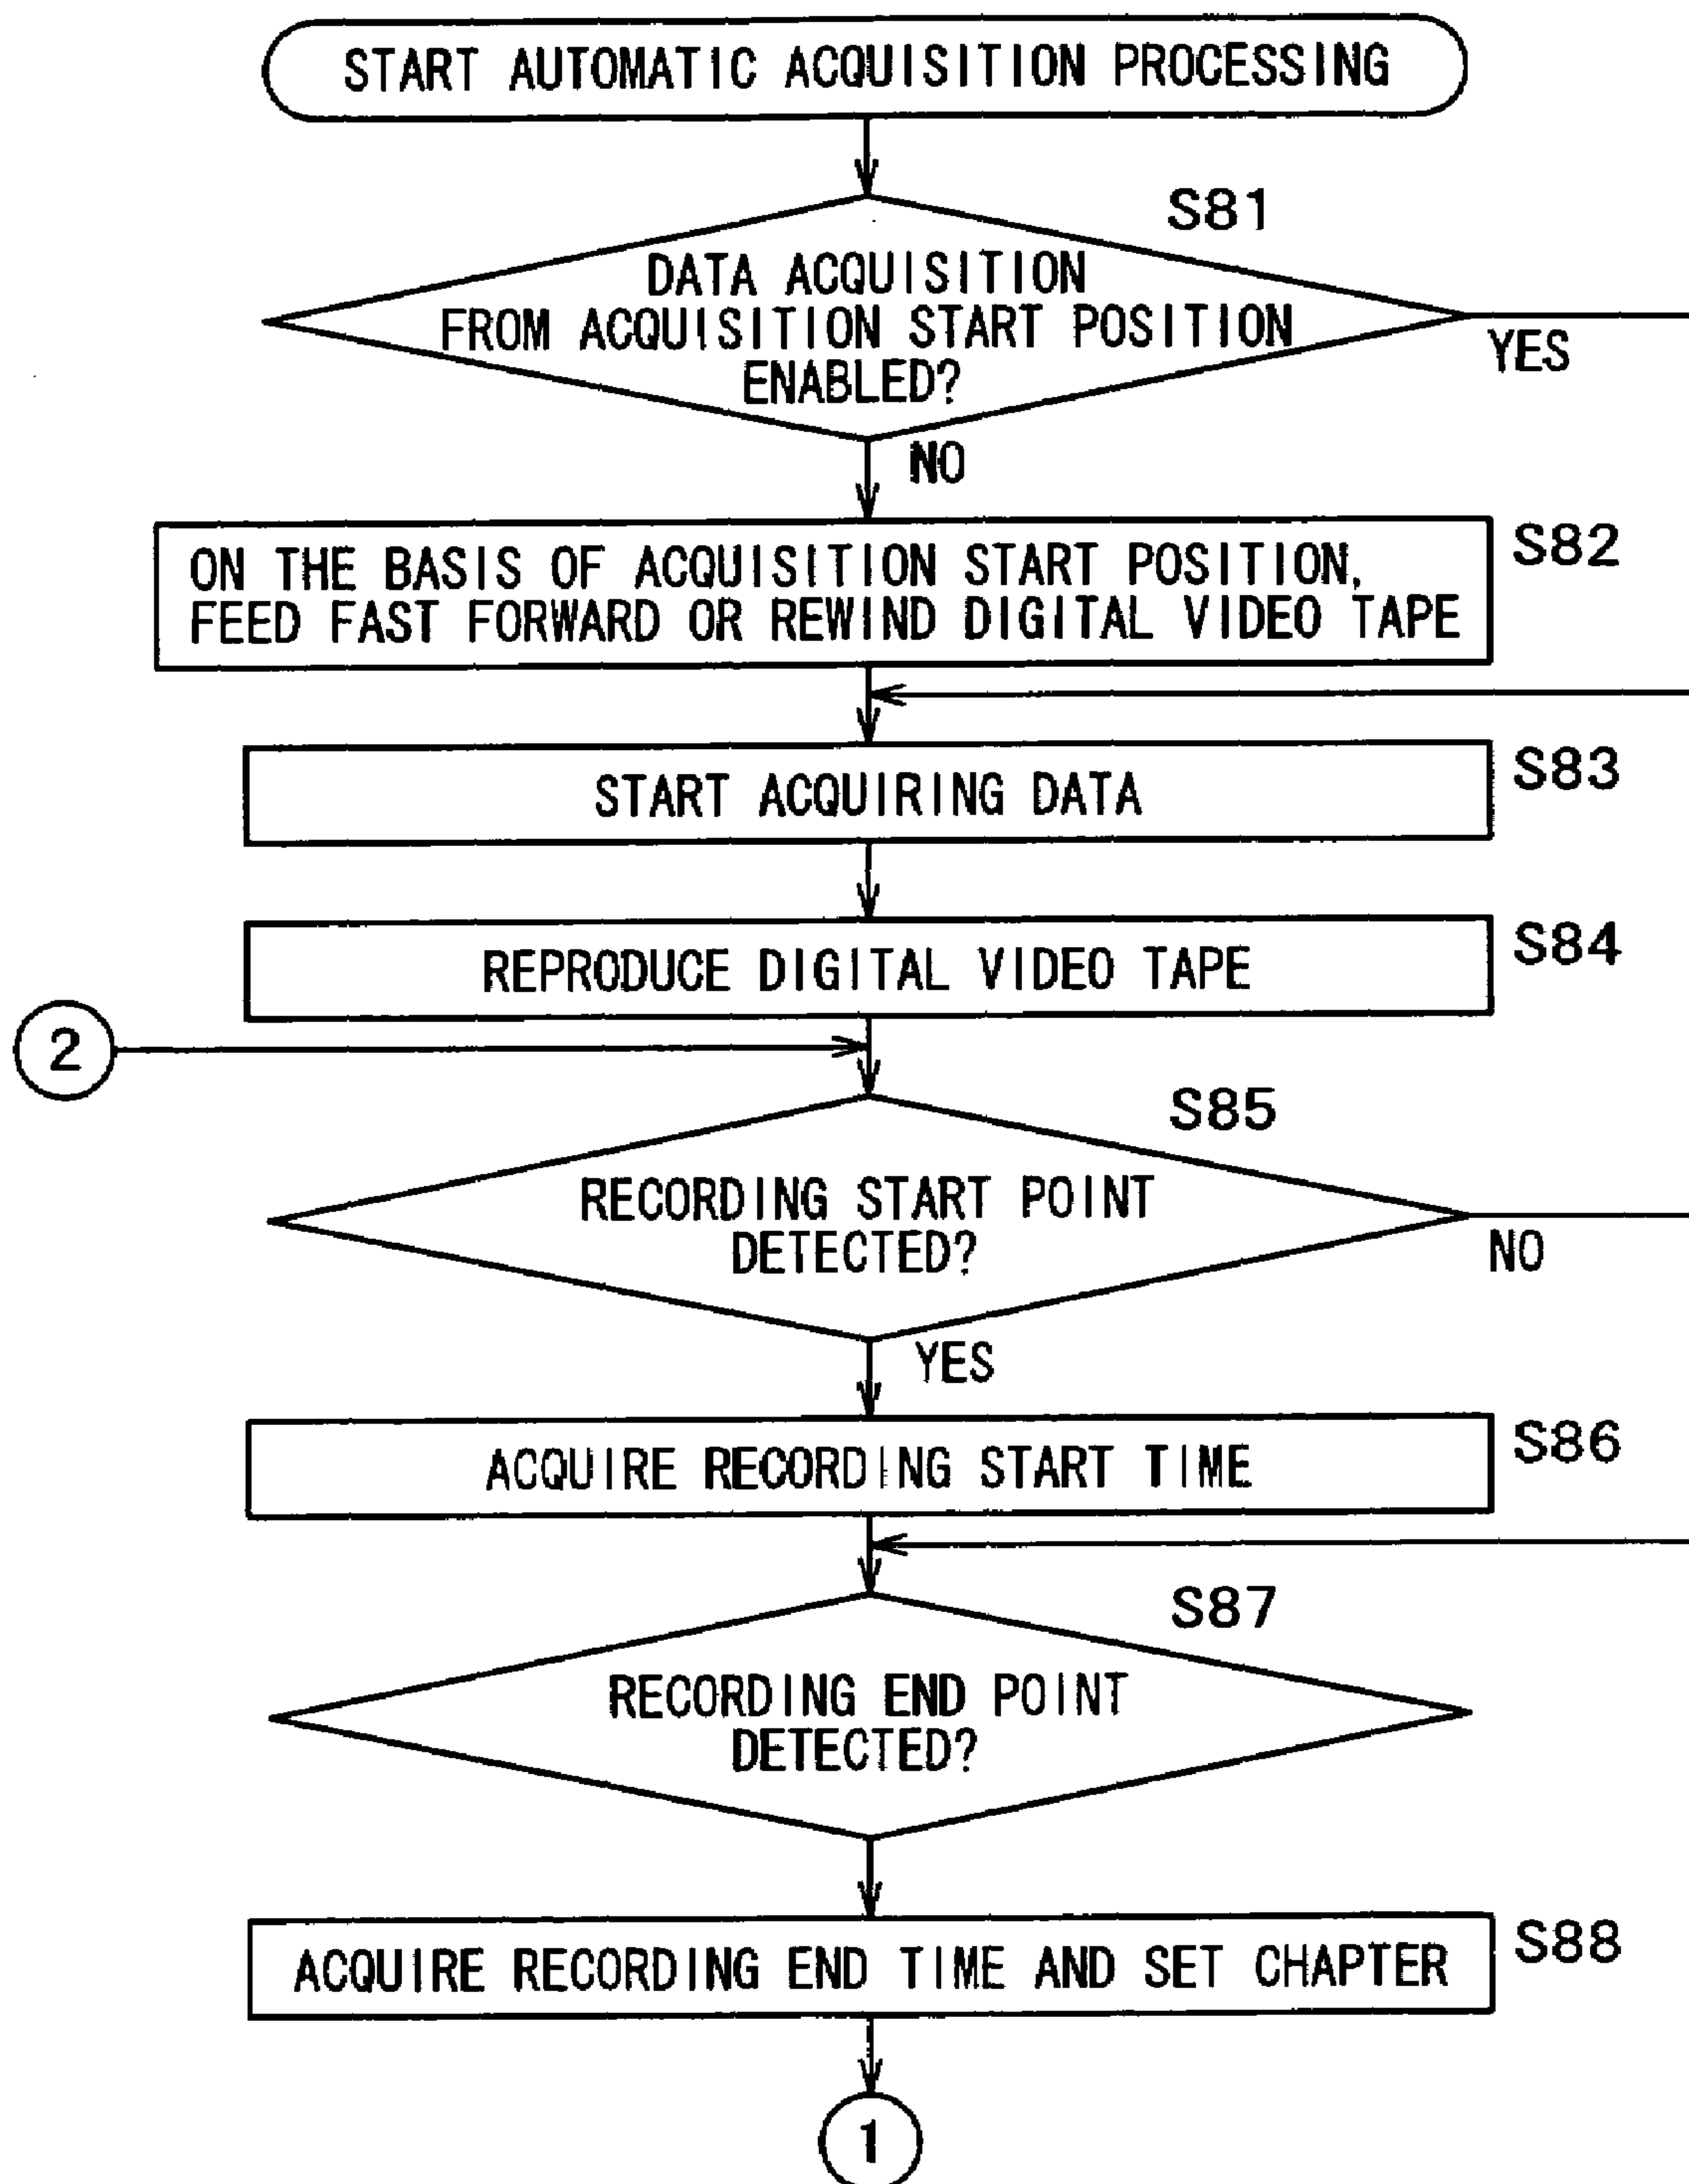 START AUTOMATIC ACQUISITION PROCESSING
S81
DATA ACQUISITION
FROM ACQUISITION START POSITION
ENABLED?
YES
NO
S82
ON THE BASIS OF ACQUISITION START POSITION,
FEED FAST FORWARD OR REWIND DIGITAL VIDEO TAPE
S83
START ACQUIRING DATA
S84
REPRODUCE DIGITAL VIDEO TAPE
2
S85
RECORDING START POINT
DETECTED?
NO
YES
S86
ACQUIRE RECORDING START TIME
S87
RECORDING END POINT
DETECTED?
S88
ACQUIRE RECORDING END TIME AND SET CHAPTER
1